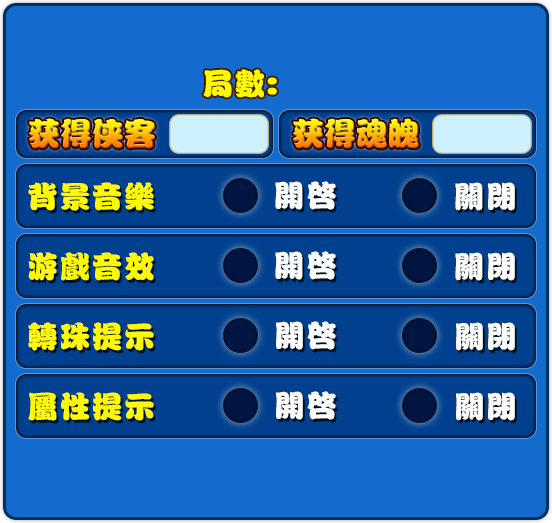 局數:
获得侠客 获得魂魄
背景音樂 開啓 關閉
游戲音效 開啓 關閉
轉珠提示 開啓 關閉
屬性提示 開啓 關閉